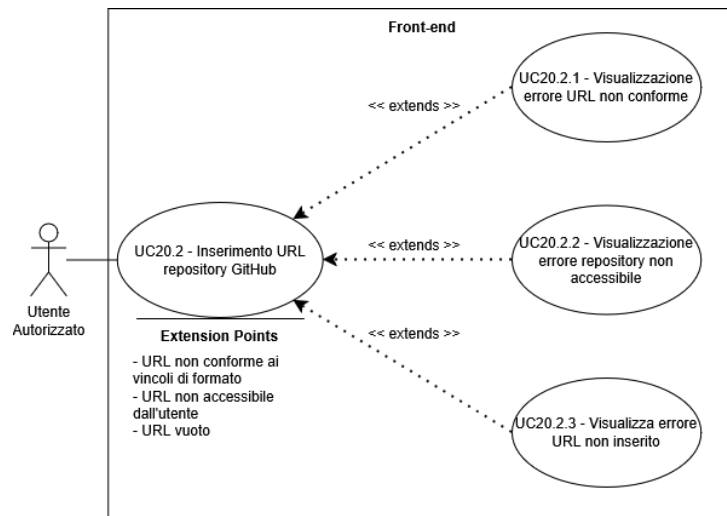 Front-end
UC20.2.1 - Visualizzazione
errore URL non conforme
<< extends >>
UC20.2 - Inserimento URL
repository GitHub
<< extends >>
UC20.2.2 - Visualizzazione
errore repository non
accessibile
Utente
Autorizzato
Extension Points
- URL non conforme ai
vincoli di formato
- URL non accessibile
dall'utente
- URL vuoto
<< extends >>
UC20.2.3 - Visualizza errore
URL non inserito